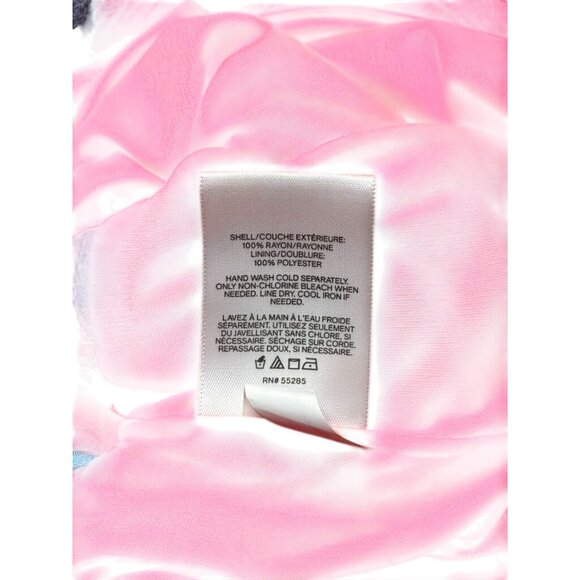 SHELL/COUCHE EXTÉRIEURE:
100% RAYON/RAYONNE
LINING/DOUBLURE:
100% POLYESTER
HAND WASH COLD SEPARATELY.
ONLY NON-CHLORINE BLEACH WHEN
NEEDED. LINE DRY. COOL IRON IF
NEEDED.
LAVEZ À LA MAIN À L'EAU FROIDE
SÉPARÉMENT. UTILISEZ SEULEMENT
DU JAVELLISANT SANS CHLORE, SI
NÉCESSAIRE. SÉCHAGE SUR CORDE.
REPASSAGE DOUX, SI NÉCESSAIRE.
RN# 55285